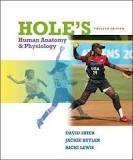 HOLE'S
TWELFTH EDITION
Human Anatomy & Physiology
DAVID SHIER
JACKIE BUTLER
RICKI LEWIS